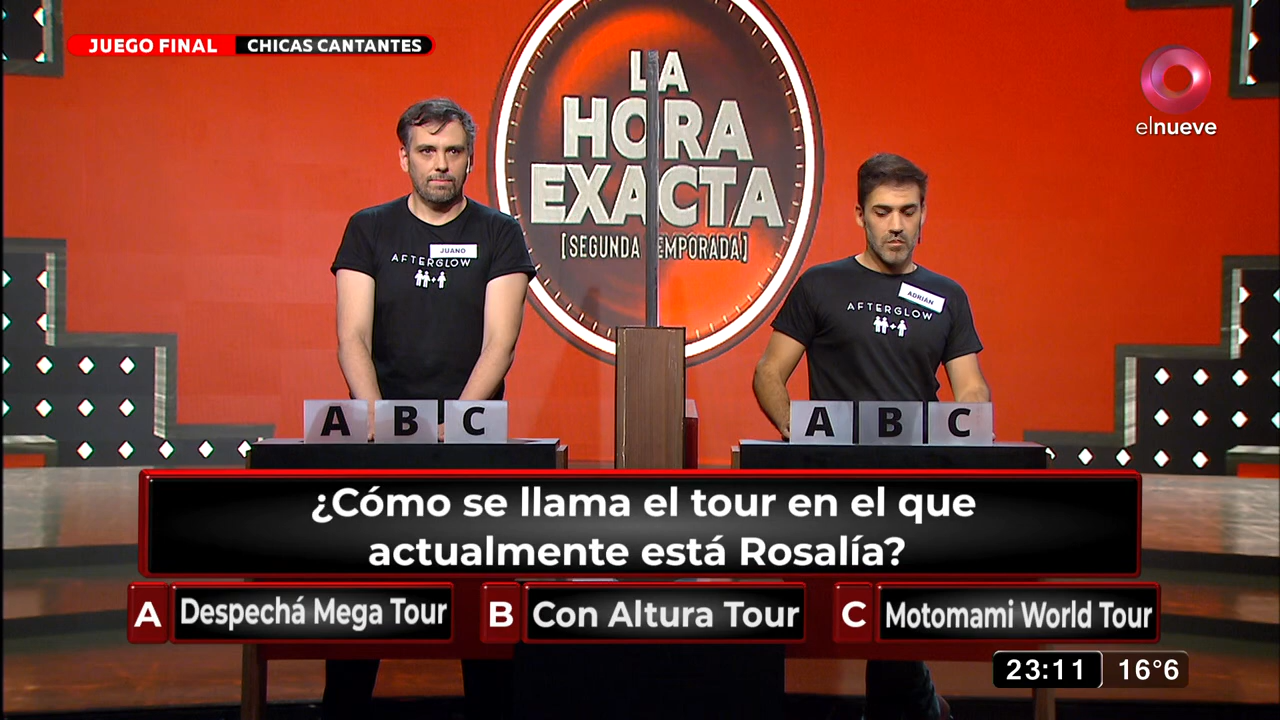 JUEGO FINAL CHICAS CANTANTES
elnueve
LA
HORA
EXACTA
[SEGUNDA TEMPORADA]
JUANO
AFTERGLOW
ADRIÁN
AFTERGLOW
A B C
A B C
¿Cómo se llama el tour en el que
actualmente está Rosalía?
A Despechá Mega Tour B Con Altura Tour C Motomami World Tour
23:11 16°6